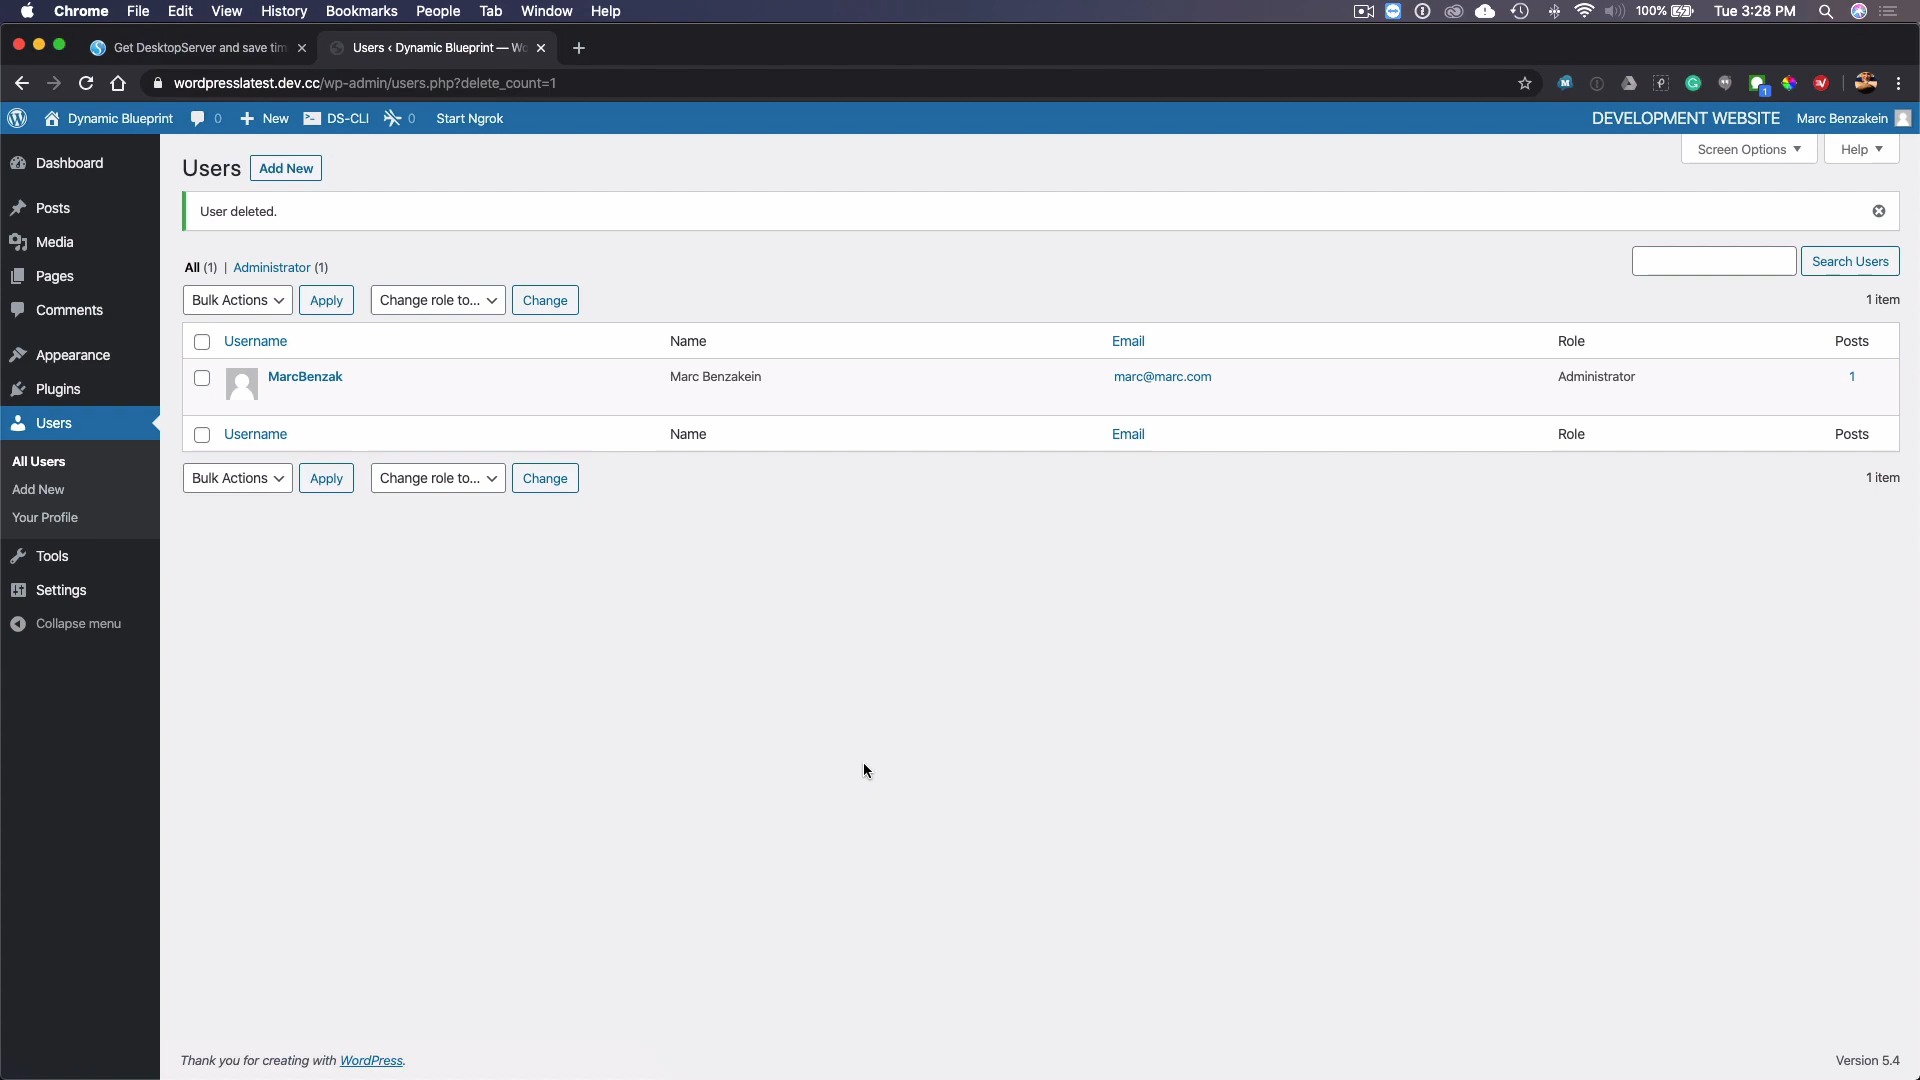 Chrome File Edit View History Bookmarks People Tab Window Help 100% Tue 3:28 PM
Get DesktopServer and save tim Users ‹ Dynamic Blueprint — Wo
wordpresslatest.dev.cc/wp-admin/users.php?delete_count=1
Dynamic Blueprint 0 New DS-CLI 0 Start Ngrok DEVELOPMENT WEBSITE Marc Benzakein
Screen Options Help
Users Add New
User deleted.
All (1) | Administrator (1) Search Users
Bulk Actions Apply Change role to... Change 1 item
Username Name Email Role Posts
MarcBenzak Marc Benzakein marc@marc.com Administrator 1
Username Name Email Role Posts
Bulk Actions Apply Change role to... Change 1 item
Dashboard
Posts
Media
Pages
Comments
Appearance
Plugins
Users
All Users
Add New
Your Profile
Tools
Settings
Collapse menu
Thank you for creating with WordPress. Version 5.4